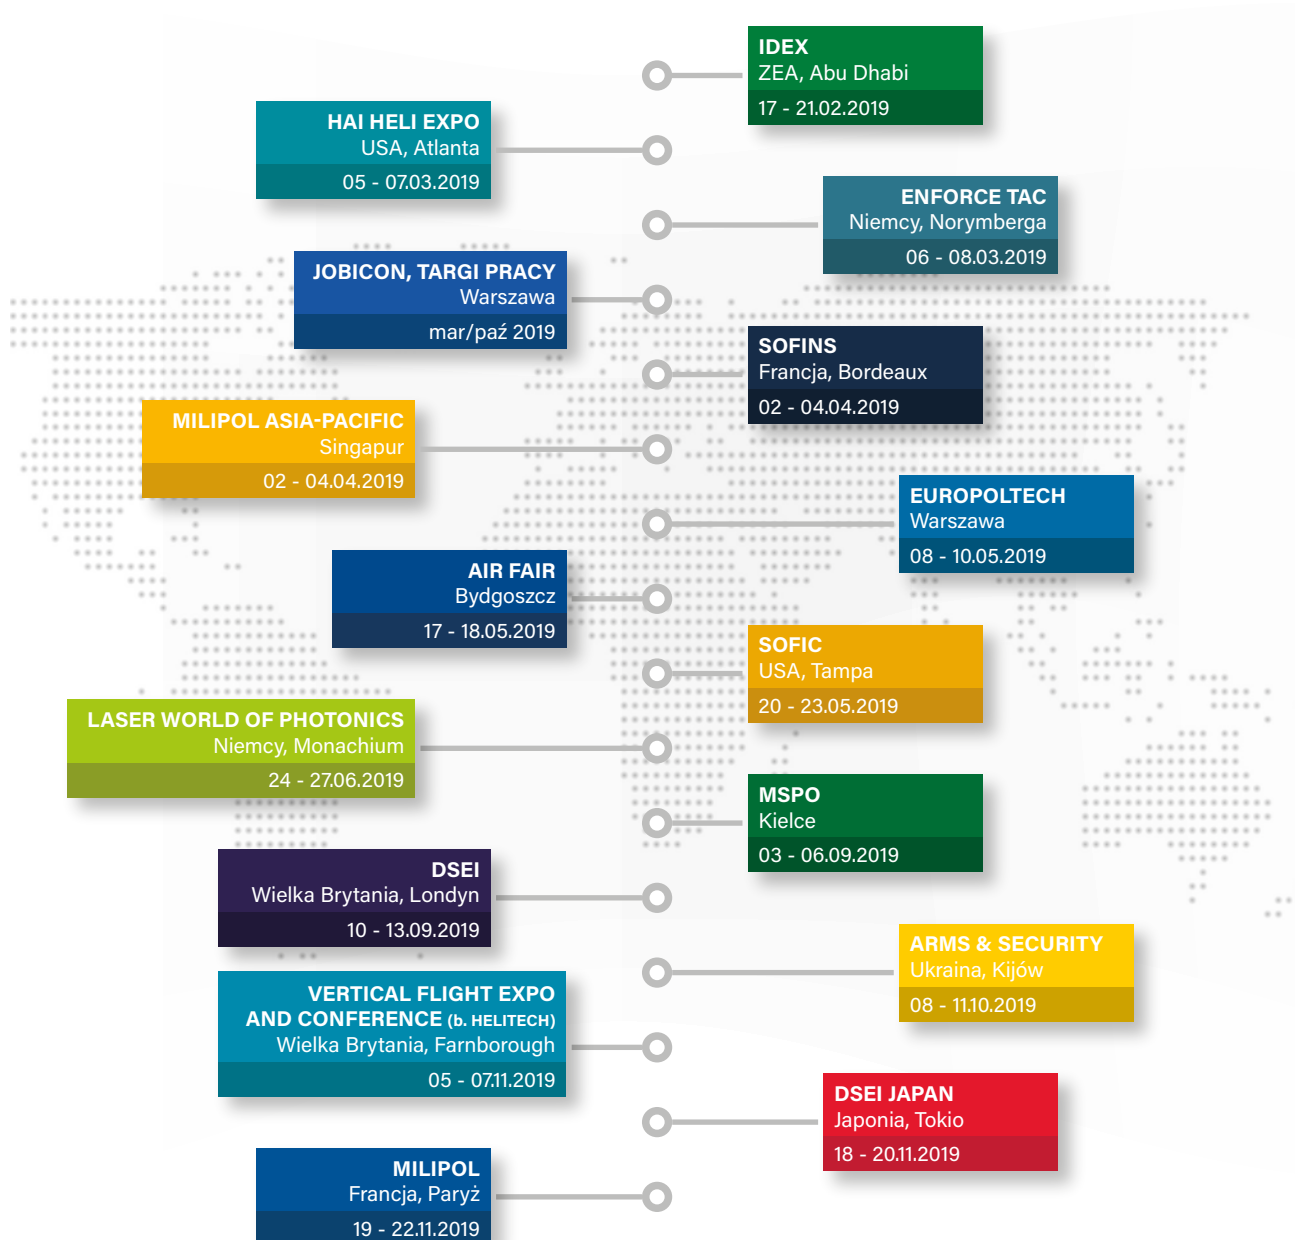 IDEX
ZEA, Abu Dhabi
17 - 21.02.2019
HAI HELI EXPO
USA, Atlanta
05 - 07.03.2019
ENFORCE TAC
Niemcy, Norymberga
06 - 08.03.2019
JOBICON, TARGI PRACY
Warszawa
mar/paź 2019
SOFINS
Francja, Bordeaux
02 - 04.04.2019
MILIPOL ASIA-PACIFIC
Singapur
02 - 04.04.2019
EUROPOLTECH
Warszawa
08 - 10.05.2019
AIR FAIR
Bydgoszcz
17 - 18.05.2019
SOFIC
USA, Tampa
20 - 23.05.2019
LASER WORLD OF PHOTONICS
Niemcy, Monachium
24 - 27.06.2019
MSPO
Kielce
03 - 06.09.2019
DSEI
Wielka Brytania, Londyn
10 - 13.09.2019
ARMS & SECURITY
Ukraina, Kijów
08 - 11.10.2019
VERTICAL FLIGHT EXPO
AND CONFERENCE (b. HELITECH)
Wielka Brytania, Farnborough
05 - 07.11.2019
DSEI JAPAN
Japonia, Tokio
18 - 20.11.2019
MILIPOL
Francja, Paryż
19 - 22.11.2019